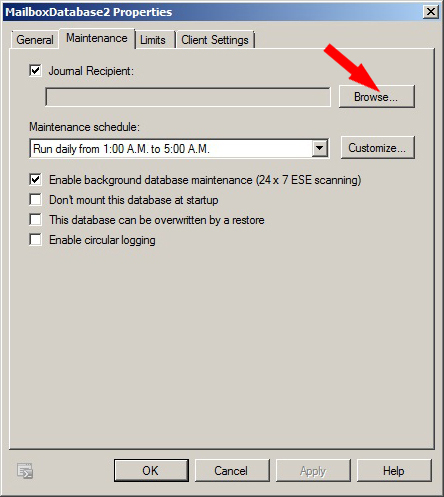 MailboxDatabase2 Properties
General
Maintenance
Limits
Client Settings
Journal Recipient:
Browse...
Maintenance schedule:
Run daily from 1:00 A.M. to 5:00 A.M.
Customize...
Enable background database maintenance (24 x 7 ESE scanning)
Don't mount this database at startup
This database can be overwritten by a restore
Enable circular logging
OK
Cancel
Apply
Help